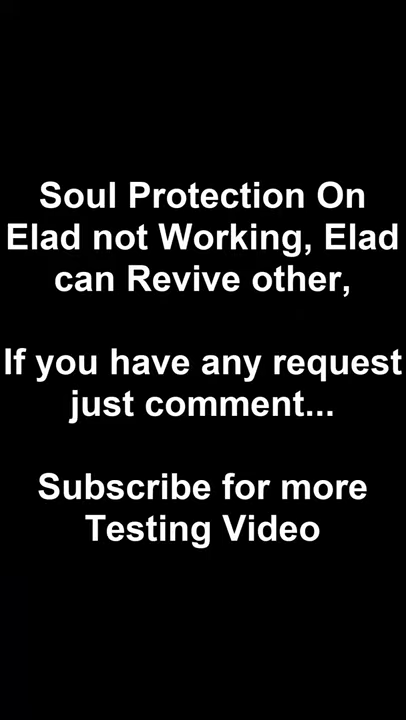 Soul Protection On
Elad not Working, Elad
can Revive other,
If you have any request
just comment...
Subscribe for more
Testing Video